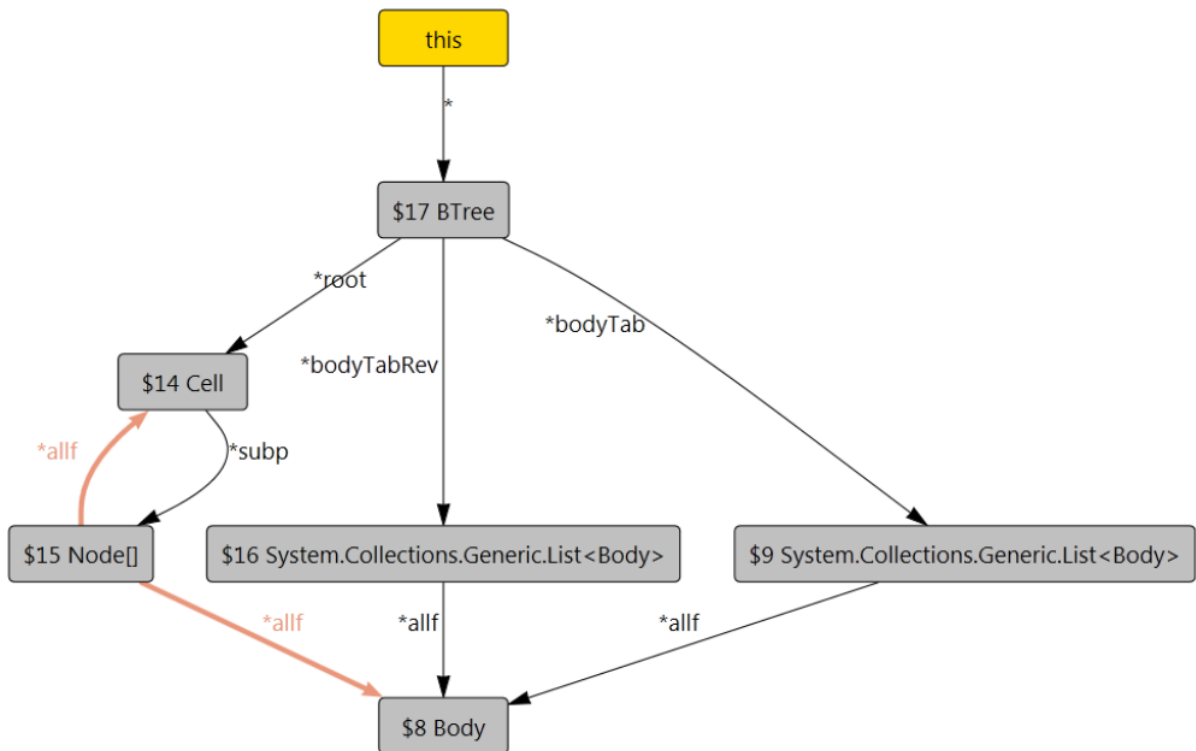 this
*
$17 BTree
*root
*bodyTab
*bodyTabRev
$14 Cell
*allf
*subp
$15 Node[]
$16 System.Collections.Generic.List<Body>
$9 System.Collections.Generic.List<Body>
*allf
*allf
*allf
$8 Body